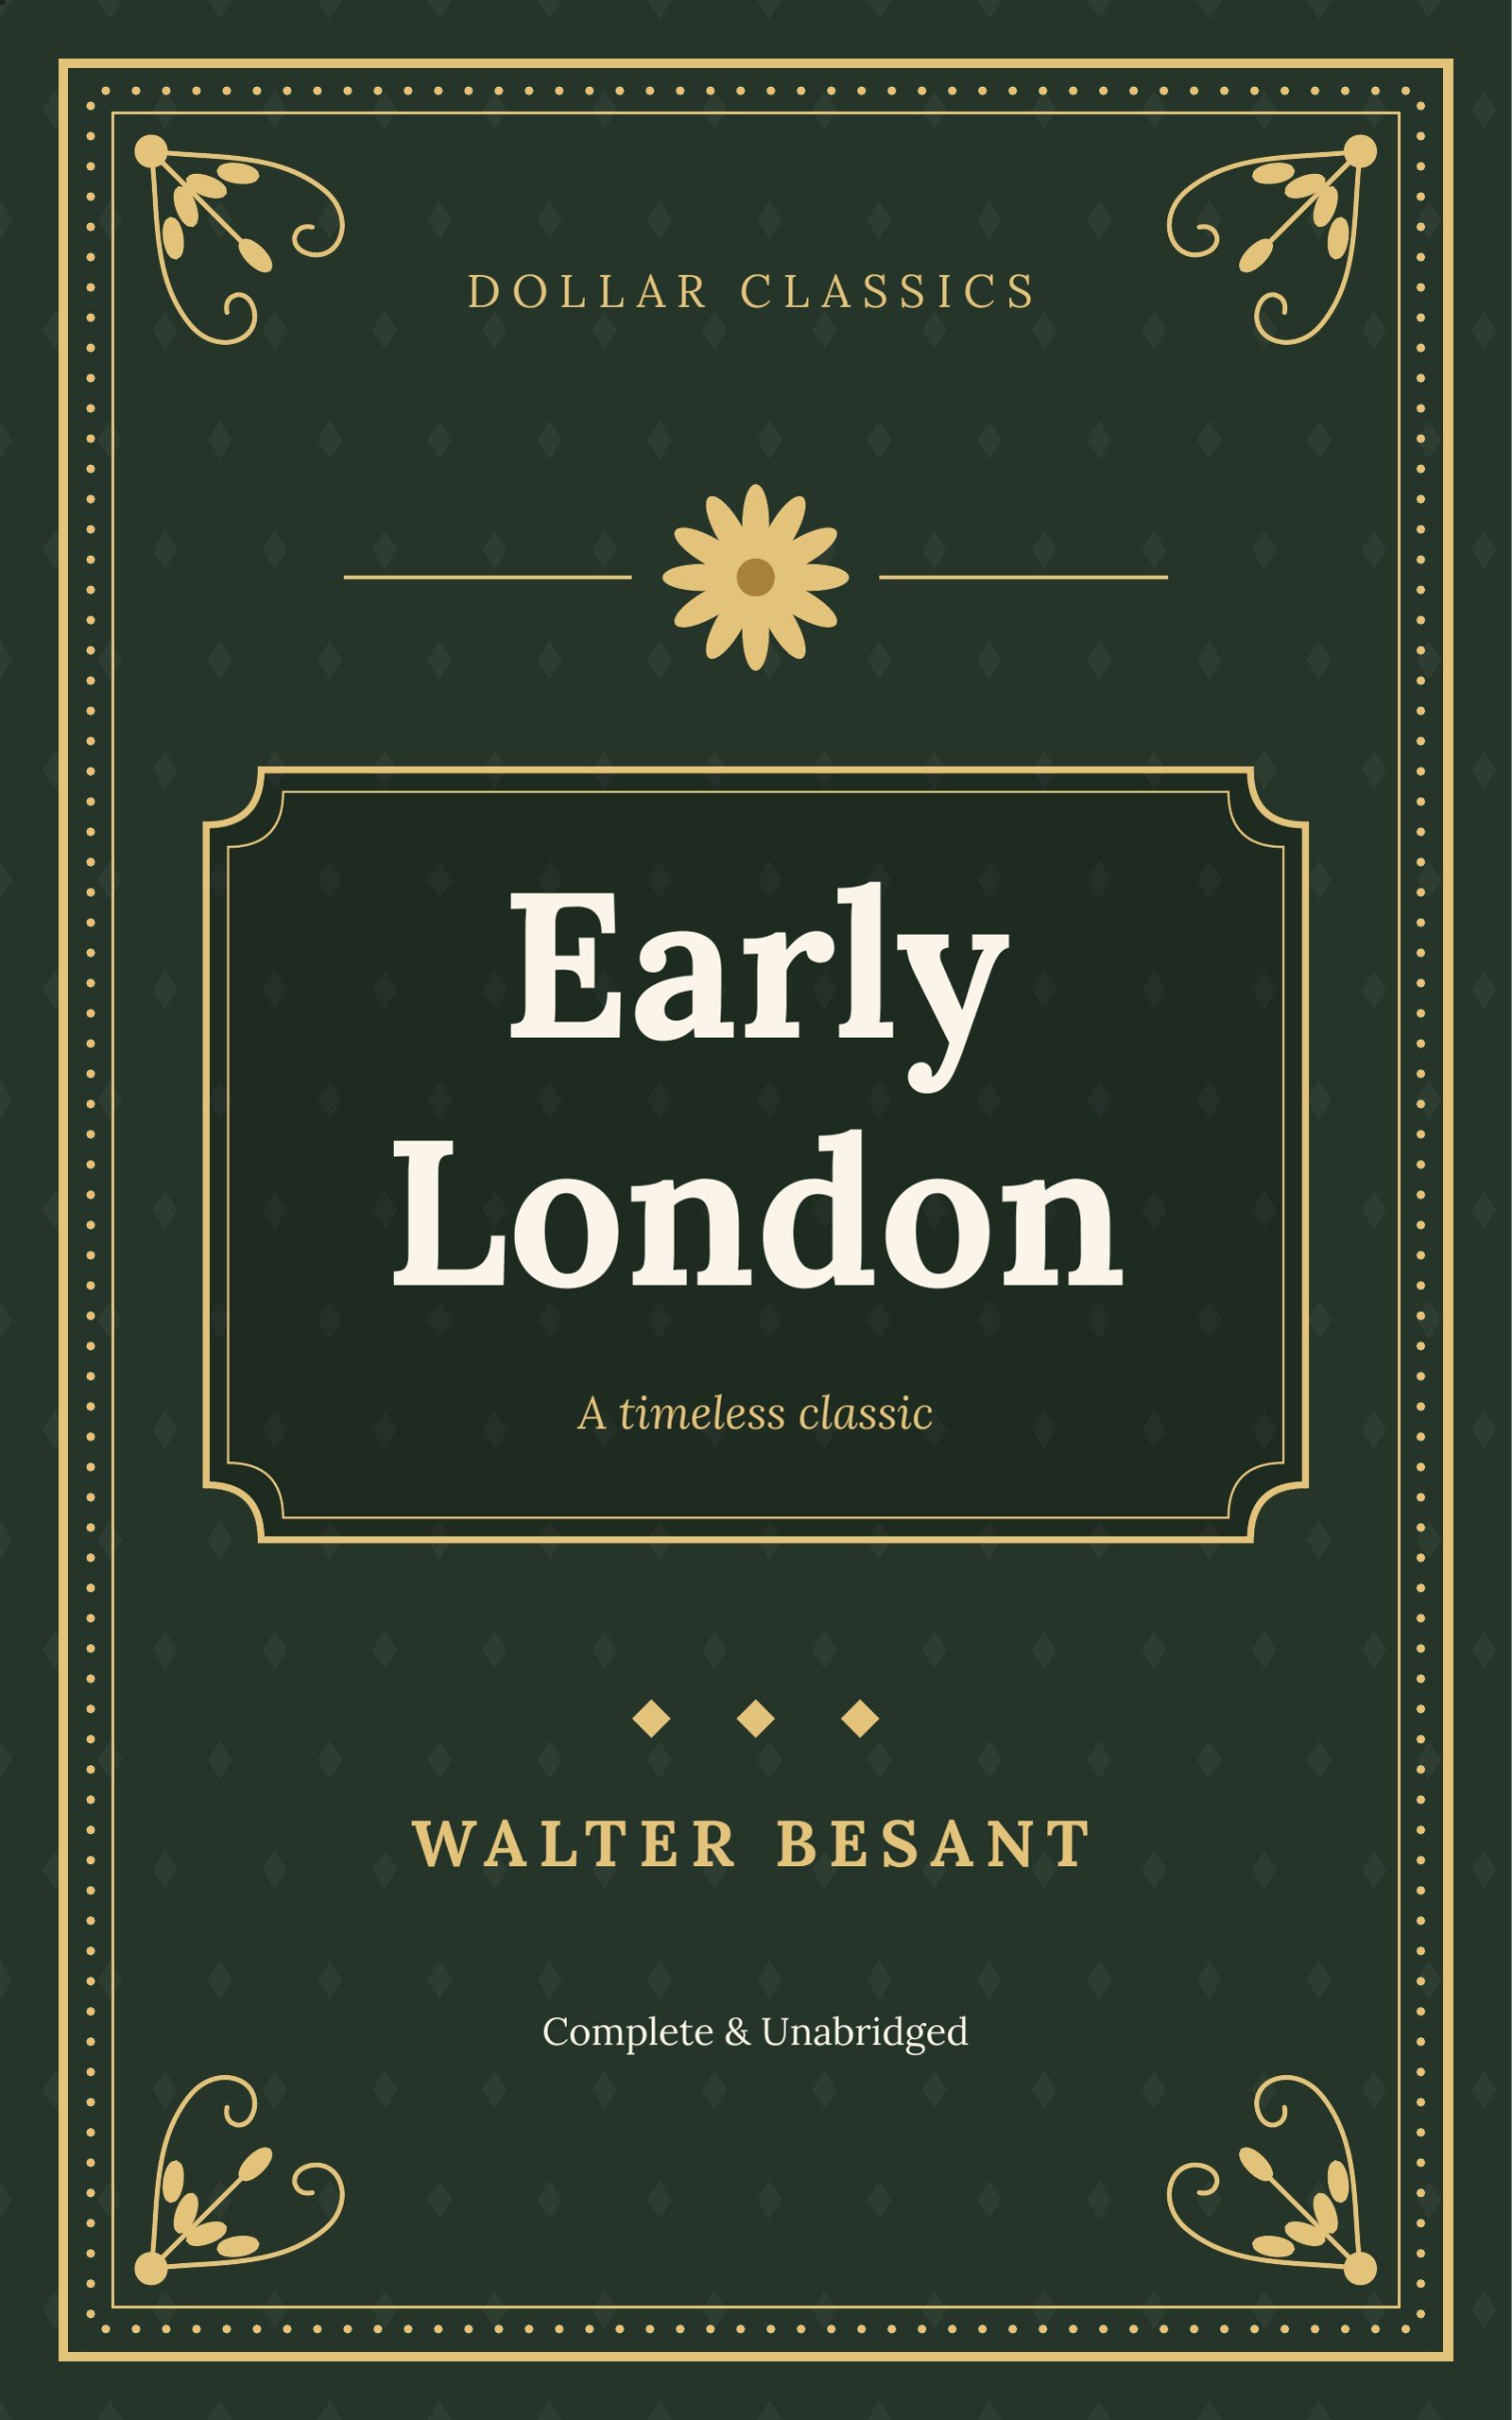 DOLLAR CLASSICS
Early
London
A timeless classic
WALTER BESANT
Complete & Unabridged